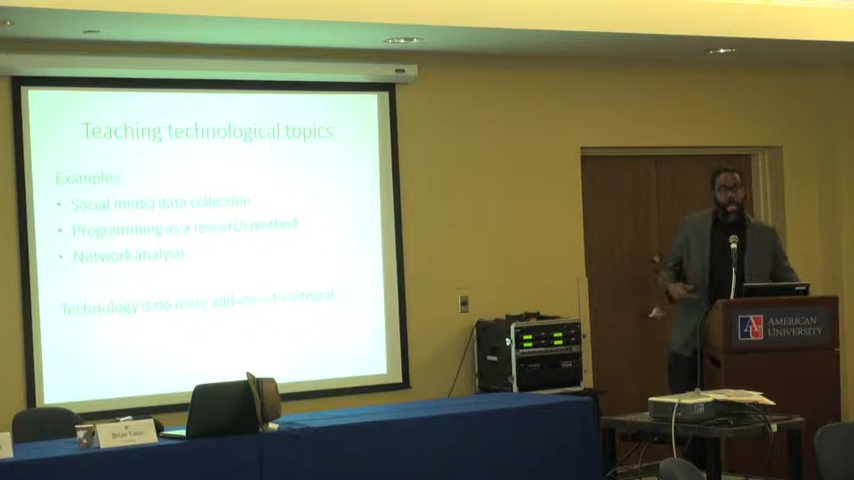 Teaching technological topics
Examples:
• Social media data collection
• Programming as a research method
• Network analysis
Technology is no mere add-on—it's integral
AMERICAN
UNIVERSITY
Brian